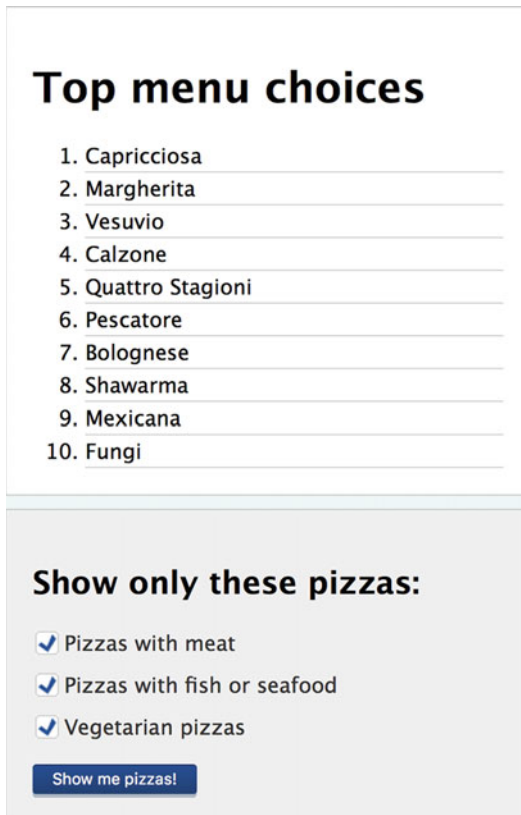 Top menu choices
1. Capricciosa
2. Margherita
3. Vesuvio
4. Calzone
5. Quattro Stagioni
6. Pescatore
7. Bolognese
8. Shawarma
9. Mexicana
10. Fungi
Show only these pizzas:
Pizzas with meat
Pizzas with fish or seafood
Vegetarian pizzas
Show me pizzas!